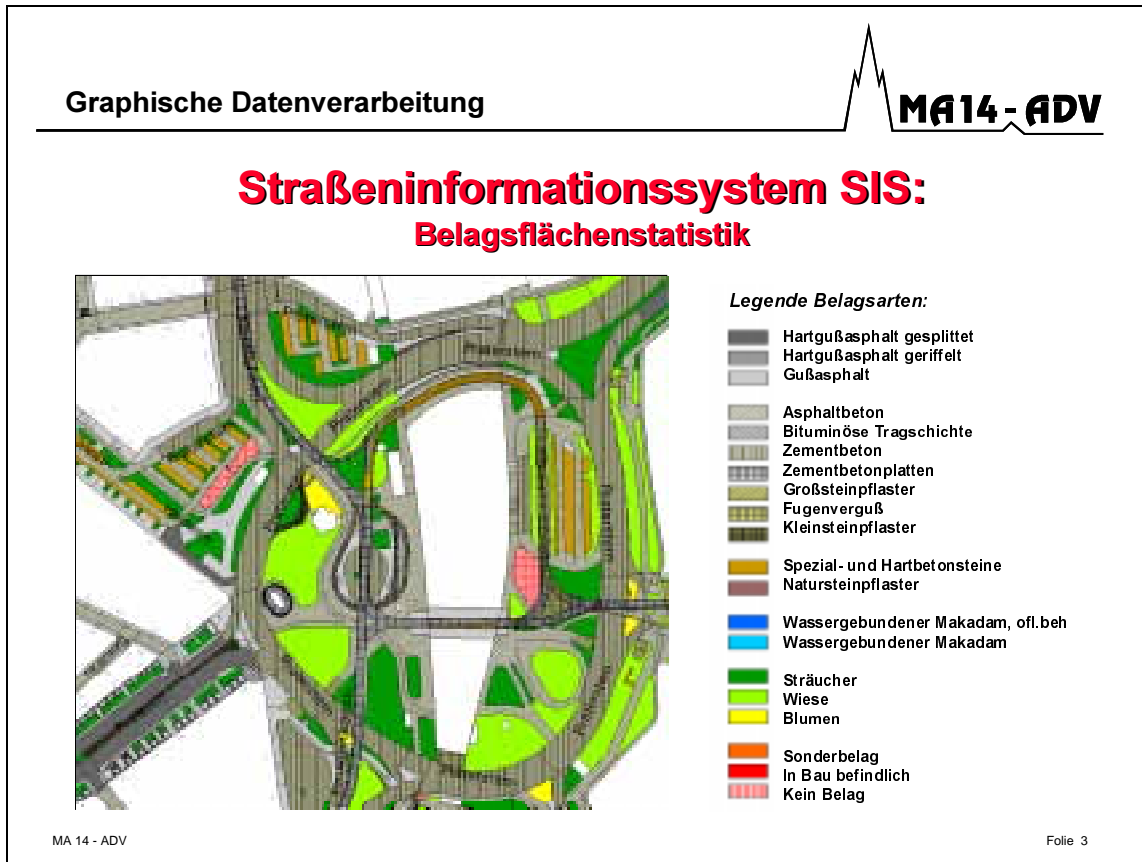 Graphische Datenverarbeitung
MA14-ADV
Straßeninformationssystem SIS:
Belagsflächenstatistik
Legende Belagsarten:
Hartgußasphalt gesplittet
Hartgußasphalt geriffelt
Gußasphalt
Asphaltbeton
Bituminöse Tragschichte
Zementbeton
Zementbetonplatten
Großsteinpflaster
Fugenverguß
Kleinsteinpflaster
Spezial- und Hartbetonsteine
Natursteinpflaster
Wassergebundener Makadam, ofl.beh
Wassergebundener Makadam
Sträucher
Wiese
Blumen
Sonderbelag
In Bau befindlich
Kein Belag
MA 14 - ADV
Folie 3